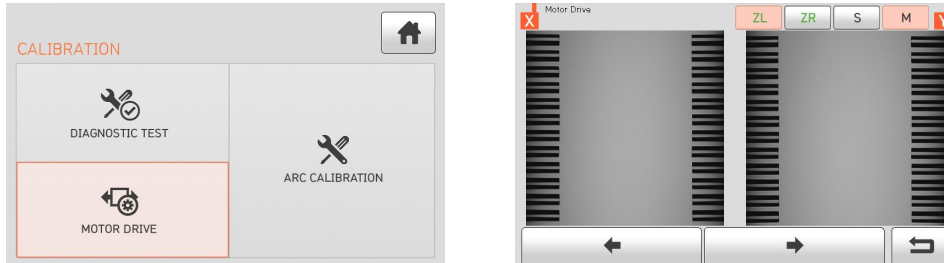 CALIBRATION
DIAGNOSTIC TEST
MOTOR DRIVE
ARC CALIBRATION
Motor Drive
X
ZL
ZR
S
M
Y